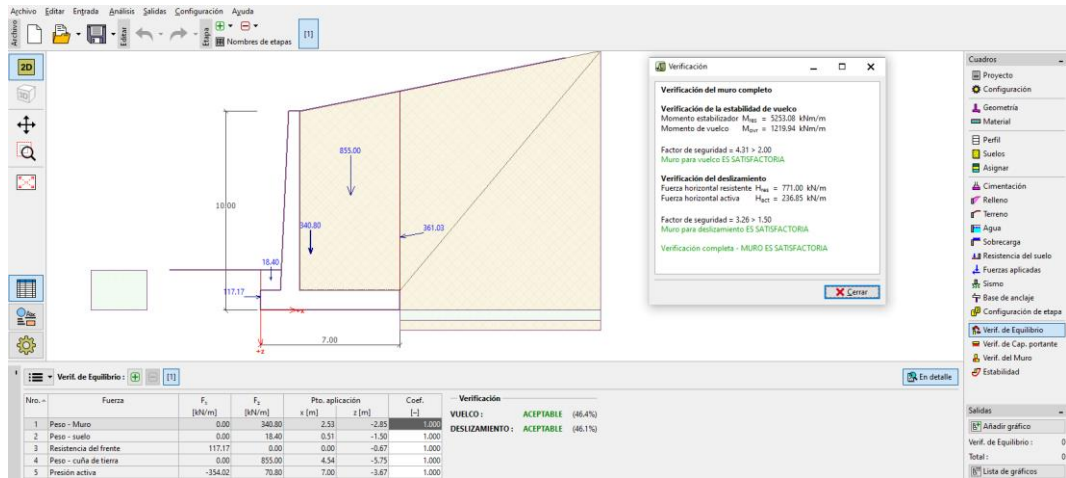 Archivo Editar Entrada Análisis Salidas Configuración Ayuda
Archivo
Editar
Etapa
Nombres de etapas
[1]
2D
3D
Abc
10.00
855.00
340.80
361.03
18.40
117.17
+x
7.00
+z
Verificación
Verificación del muro completo
Verificación de la estabilidad de vuelco
Momento estabilizador Mres = 5253.08 kNm/m
Momento de vuelco Movr = 1219.94 kNm/m
Factor de seguridad = 4.31 > 2.00
Muro para vuelco ES SATISFACTORIA
Verificación del deslizamiento
Fuerza horizontal resistente Hres = 771.00 kN/m
Fuerza horizontal activa Hact = 236.85 kN/m
Factor de seguridad = 3.26 > 1.50
Muro para deslizamiento ES SATISFACTORIA
Verificación completa - MURO ES SATISFACTORIA
Cerrar
Cuadros
Proyecto
Configuración
Geometría
Material
Perfil
Suelos
Asignar
Cimentación
Relleno
Terreno
Agua
Sobrecarga
Resistencia del suelo
Fuerzas aplicadas
Sismo
Base de anclaje
Configuración de etapa
Verif. de Equilibrio
Verif. de Cap. portante
Verif. del Muro
Estabilidad
Salidas
Añadir gráfico
Verif. de Equilibrio : 0
Total : 0
Lista de gráficos
Verif. de Equilibrio : [1]
En detalle
Nro. Fuerza Fx Fz Pto. aplicación Coef.
[kN/m] [kN/m] x [m] z [m] [-]
1 Peso - Muro 0.00 340.80 2.53 -2.85 1.000
2 Peso - suelo 0.00 18.40 0.51 -1.50 1.000
3 Resistencia del frente 117.17 0.00 0.00 -0.67 1.000
4 Peso - cuña de tierra 0.00 855.00 4.54 -5.75 1.000
5 Presión activa -354.02 70.80 7.00 -3.67 1.000
Verificación
VUELCO : ACEPTABLE (46.4%)
DESLIZAMIENTO : ACEPTABLE (46.1%)